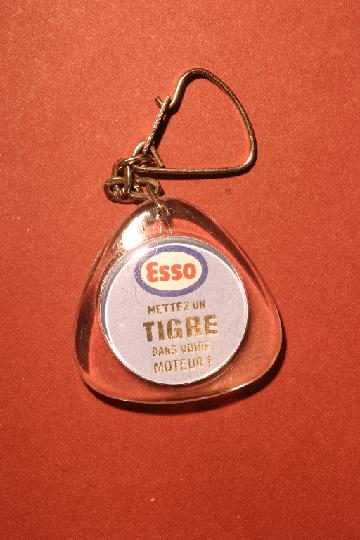 Esso
METTEZ UN
TIGRE
DANS VOTRE
MOTEUR !